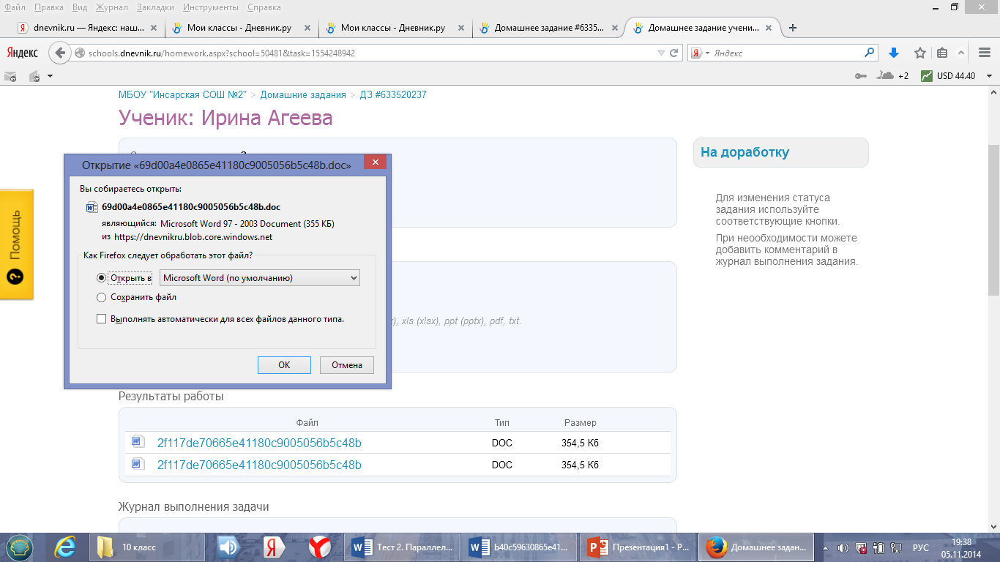 Файл Правка Вид Журнал Закладки Инструменты Справка
dnevnik.ru — Яндекс: наш... Мои классы - Дневник.ру Мои классы - Дневник.ру Домашнее задание #6335... Домашнее задание учени...
Яндекс schools.dnevnik.ru/homework.aspx?school=50481&task=1554248942 Яндекс
+2 USD 44.40
МБОУ "Инсарская СОШ №2" > Домашние задания > ДЗ #633520237
Ученик: Ирина Агеева
На доработку
Для изменения статуса
задания используйте
соответствующие кнопки.
При неообходимости можете
добавить комментарий в
журнал выполнения задания.
Помощь
Открытие «69d00a4e0865e41180c9005056b5c48b.doc»
Вы собираетесь открыть:
69d00a4e0865e41180c9005056b5c48b.doc
являющийся: Microsoft Word 97 - 2003 Document (355 КБ)
из https://dnevnikru.blob.core.windows.net
Как Firefox следует обработать этот файл?
Открыть в Microsoft Word (по умолчанию)
Сохранить файл
Выполнять автоматически для всех файлов данного типа.
ОК Отмена
), xls (xlsx), ppt (pptx), pdf, txt.
Результаты работы
Файл Тип Размер
2f117de70665e41180c9005056b5c48b DOC 354,5 Кб
2f117de70665e41180c9005056b5c48b DOC 354,5 Кб
Журнал выполнения задачи
10 класс Тест 2. Параллел... b40c59630865e41... Презентация1 - P... Домашнее задан... РУС 19:38
05.11.2014